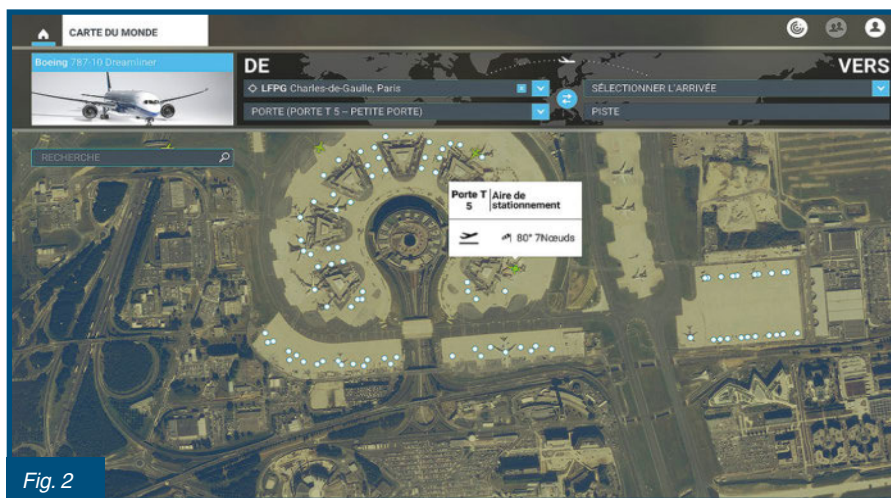 CARTE DU MONDE
Boeing 787-10 Dreamliner
DE
VERS
LFPG Charles-de-Gaulle, Paris
SÉLECTIONNER L'ARRIVÉE
PORTE (PORTE T 5 – PETITE PORTE)
PISTE
RECHERCHE
Porte T 5
Aire de stationnement
80° 7Nœuds
Fig. 2